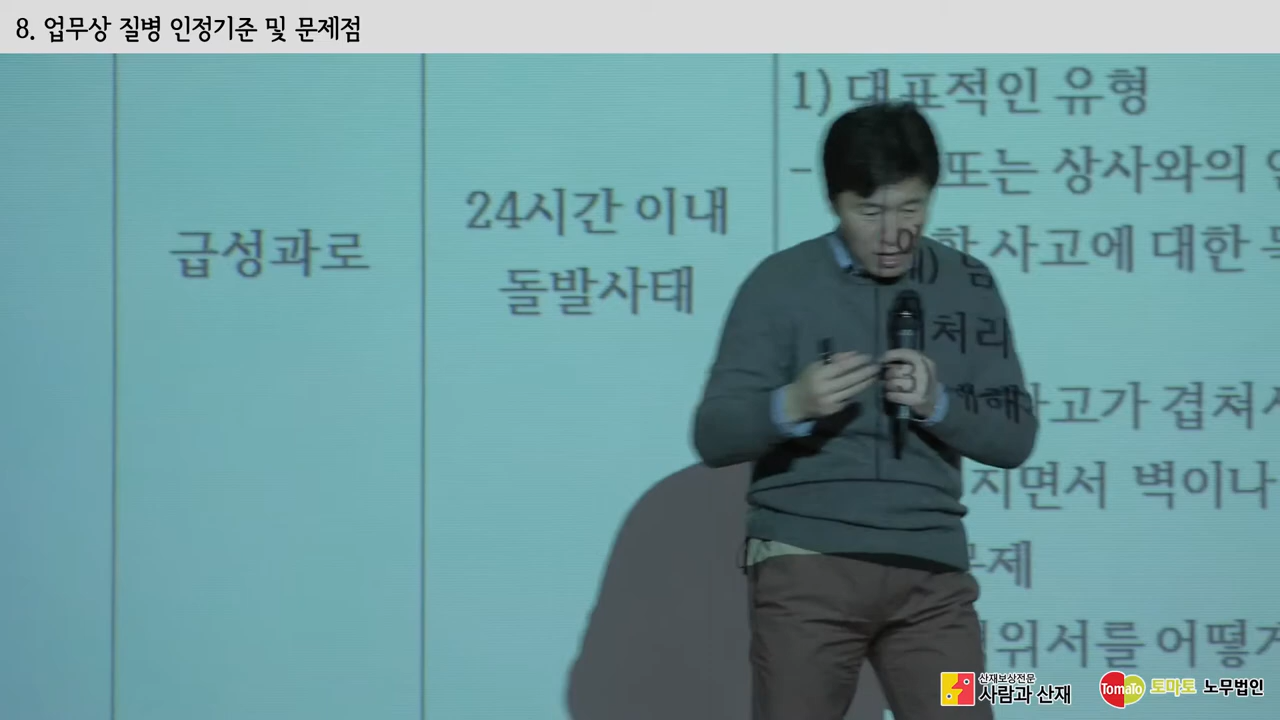 8. 업무상 질병 인정기준 및 문제점
급성과로
24시간 이내
돌발사태
1) 대표적인 유형
- 또는 상사와의
사고에 대한
처리
사고가 겹쳐서
지면서 벽이나
위서를 어떻게
산재보상전문
사람과 산재
TomaTo
토마토 노무법인